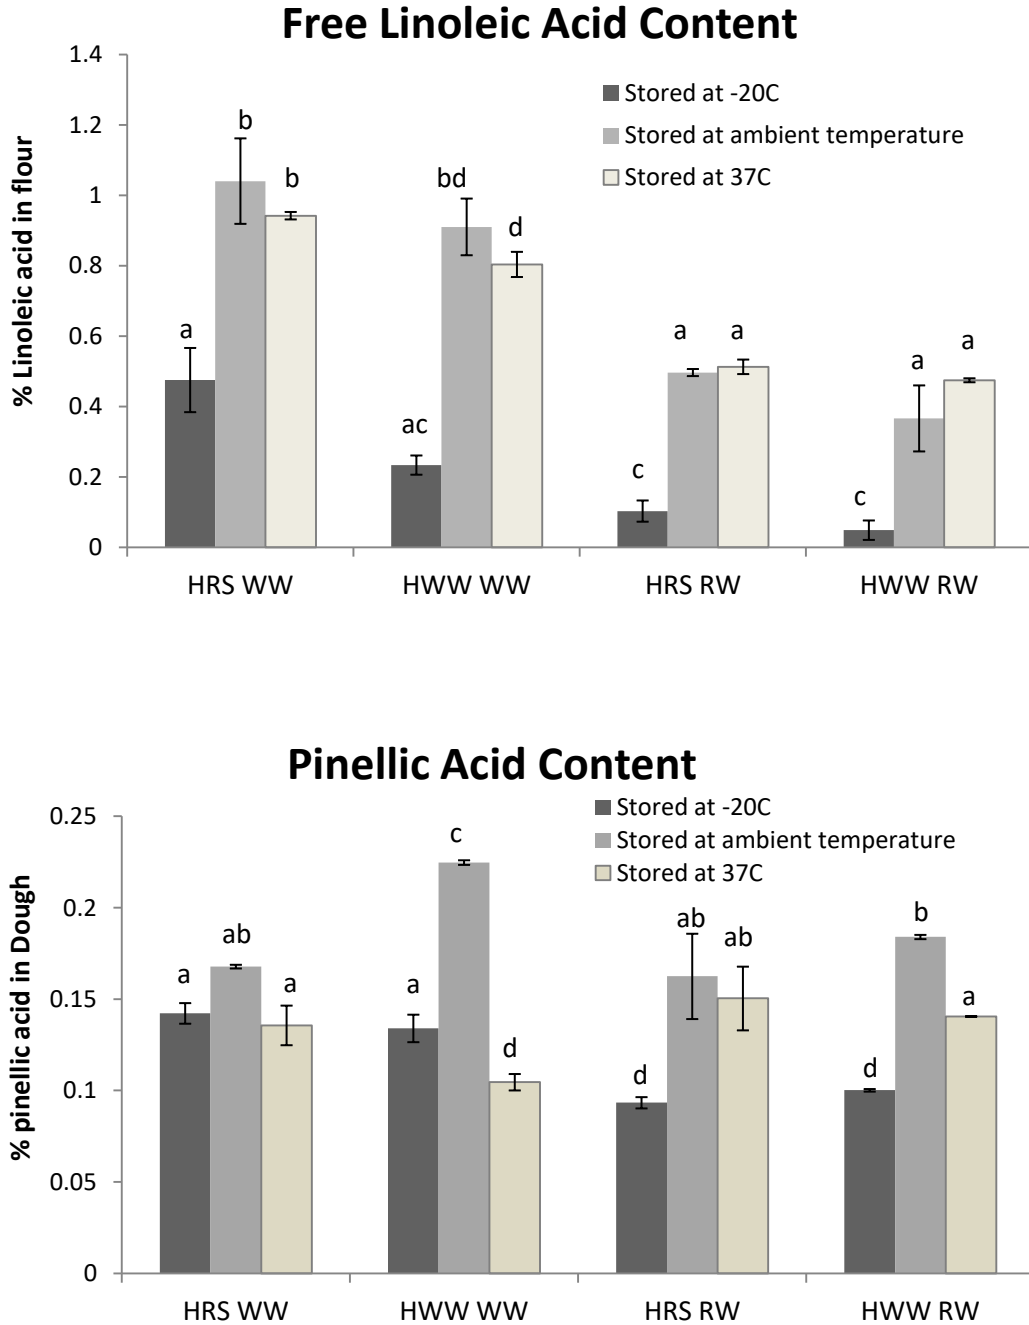 Free Linoleic Acid Content
% Linoleic acid in flour
1.4
1.2
1
0.8
0.6
0.4
0.2
0
Stored at -20C
Stored at ambient temperature
Stored at 37C
a b b
ac bd d
c a a
c a a
HRS WW HWW WW HRS RW HWW RW
Pinellic Acid Content
% pinellic acid in Dough
0.25
0.2
0.15
0.1
0.05
0
Stored at -20C
Stored at ambient temperature
Stored at 37C
a ab a
a c d
d ab ab
d b a
HRS WW HWW WW HRS RW HWW RW